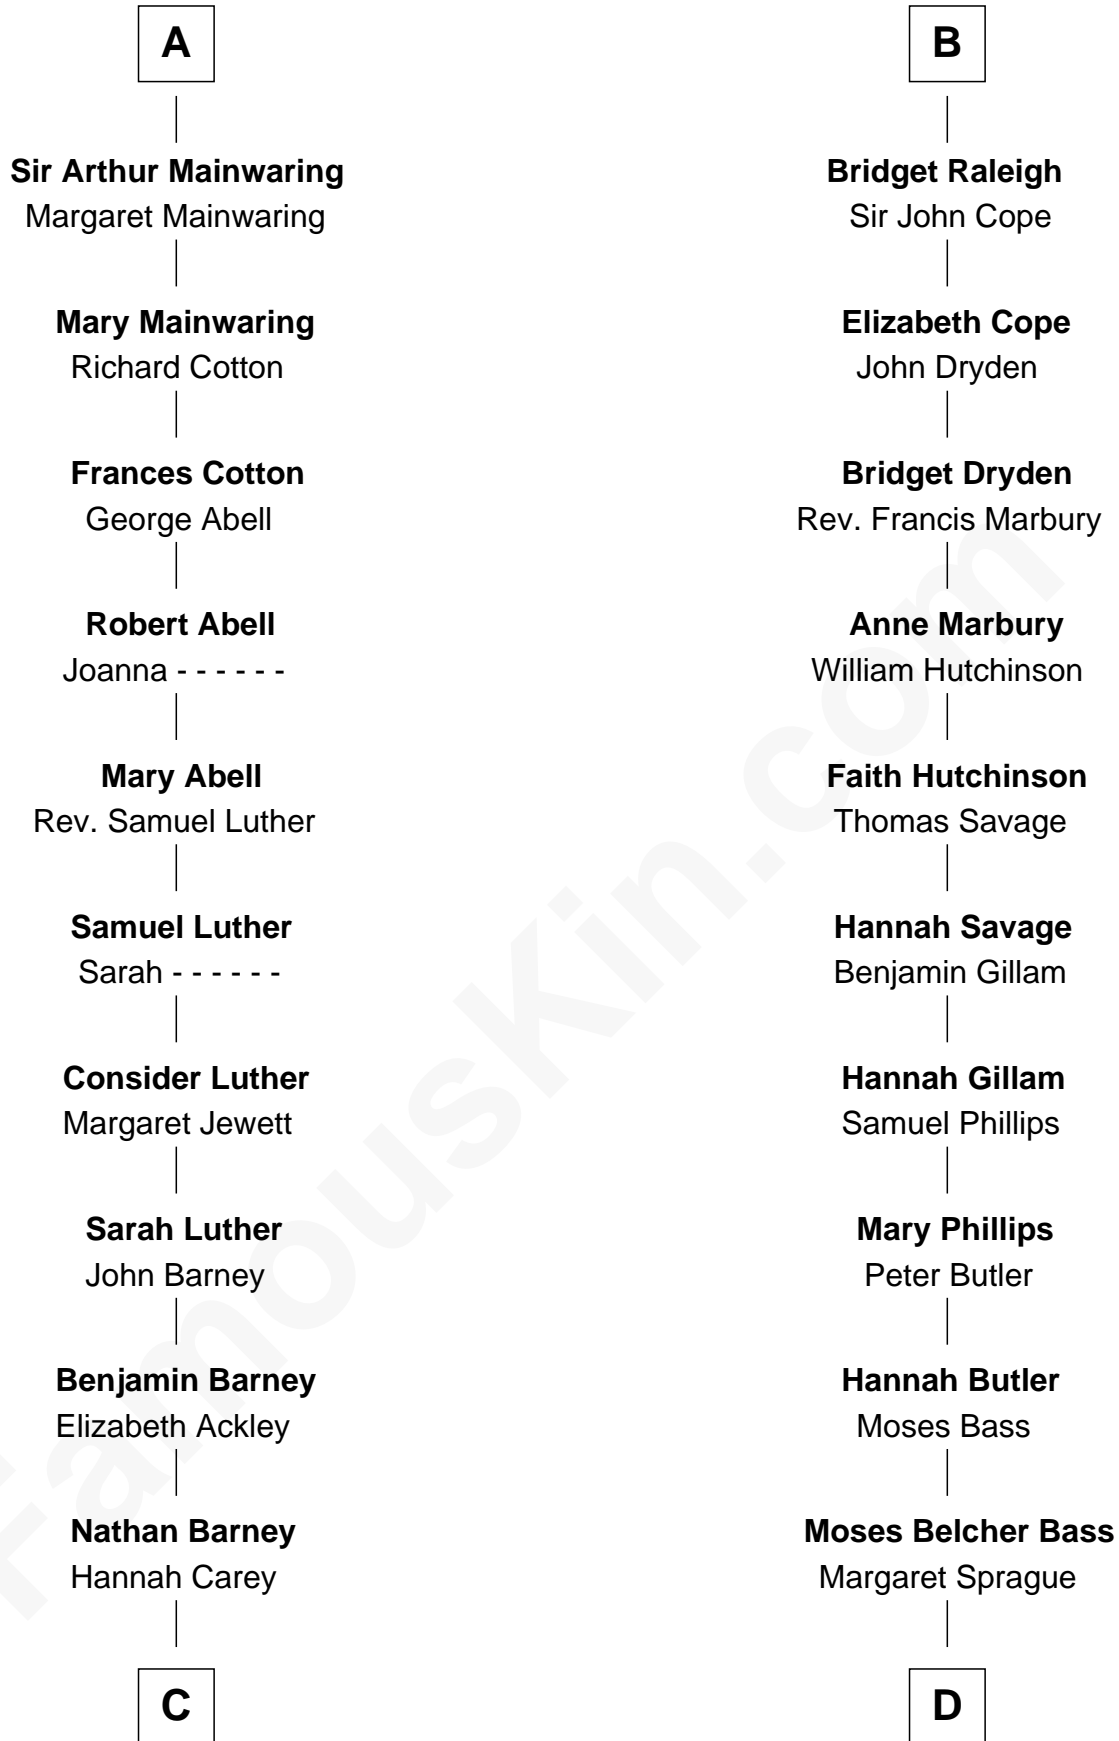 A
Sir Arthur Mainwaring
Margaret Mainwaring
Mary Mainwaring
Richard Cotton
Frances Cotton
George Abell
Robert Abell
Joanna - - - - - -
Mary Abell
Rev. Samuel Luther
Samuel Luther
Sarah - - - - - -
Consider Luther
Margaret Jewett
Sarah Luther
John Barney
Benjamin Barney
Elizabeth Ackley
Nathan Barney
Hannah Carey
C
B
Bridget Raleigh
Sir John Cope
Elizabeth Cope
John Dryden
Bridget Dryden
Rev. Francis Marbury
Anne Marbury
William Hutchinson
Faith Hutchinson
Thomas Savage
Hannah Savage
Benjamin Gillam
Hannah Gillam
Samuel Phillips
Mary Phillips
Peter Butler
Hannah Butler
Moses Bass
Moses Belcher Bass
Margaret Sprague
D
FamousKin.com